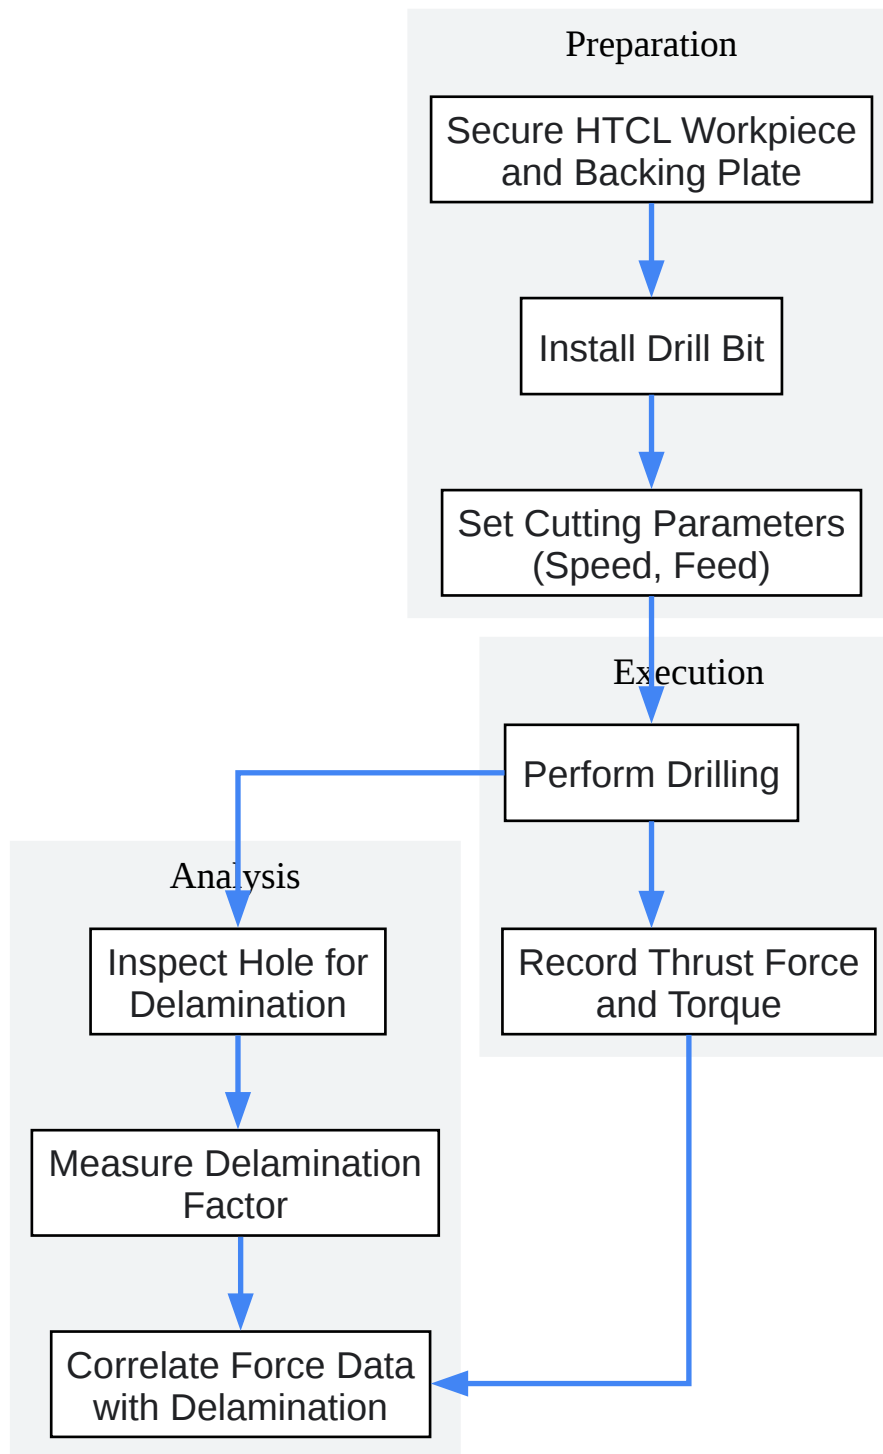 Preparation
Secure HTCL Workpiece
and Backing Plate
Install Drill Bit
Set Cutting Parameters
(Speed, Feed)
Execution
Perform Drilling
Record Thrust Force
and Torque
Analysis
Inspect Hole for
Delamination
Measure Delamination
Factor
Correlate Force Data
with Delamination